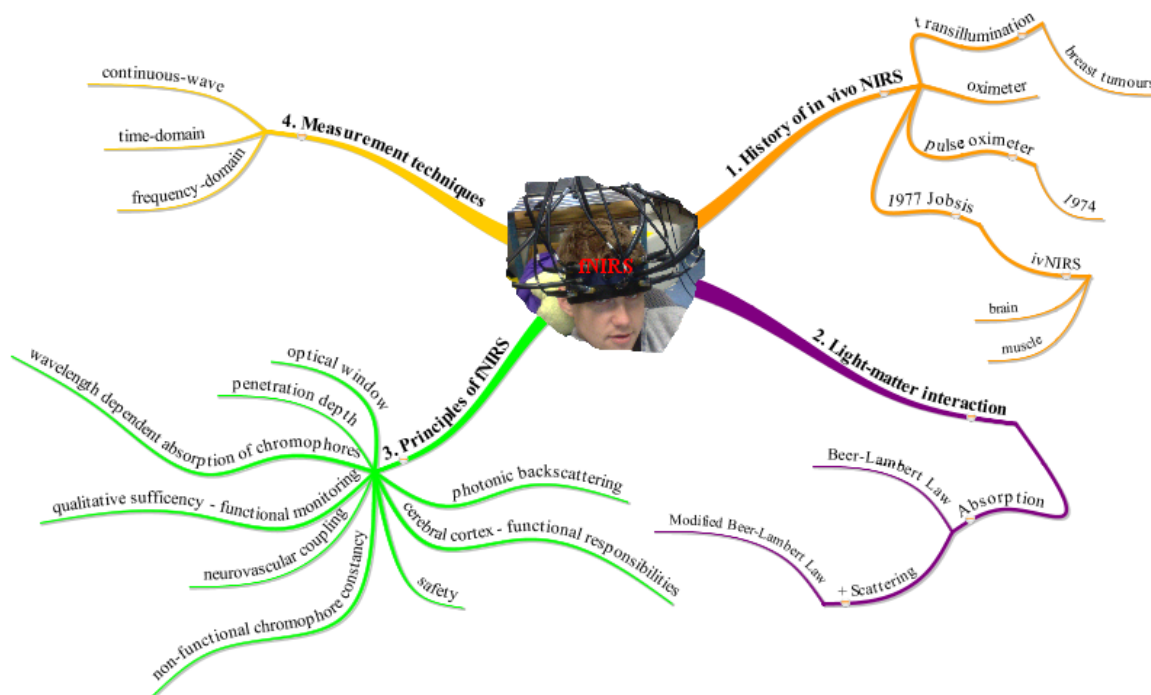 fNIRS
1. History of in vivo NIRS
transillumination
breast tumours
oximeter
pulse oximeter
1974
1977 Jobsis
ivNIRS
brain
muscle
2. Light-matter interaction
Absorption
Beer-Lambert Law
+ Scattering
Modified Beer-Lambert Law
3. Principles of fNIRS
optical window
penetration depth
wavelength dependent absorption of chromophores
qualitative sufficency - functional monitoring
neurovascular coupling
non-functional chromophore constancy
safety
cerebral cortex - functional responsibilities
photonic backscattering
4. Measurement techniques
continuous-wave
time-domain
frequency-domain